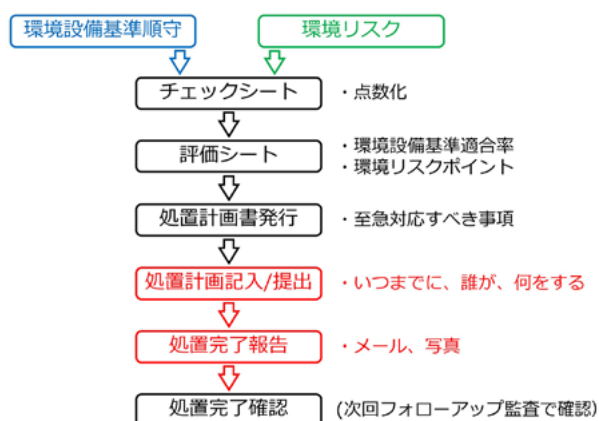 環境設備基準順守
環境リスク
チェックシート
・点数化
評価シート
・環境設備基準適合率
・環境リスクポイント
処置計画書発行
・至急対応すべき事項
処置計画記入/提出
・いつまでに、誰が、何をする
処置完了報告
・メール、写真
処置完了確認
(次回フォローアップ監査で確認)